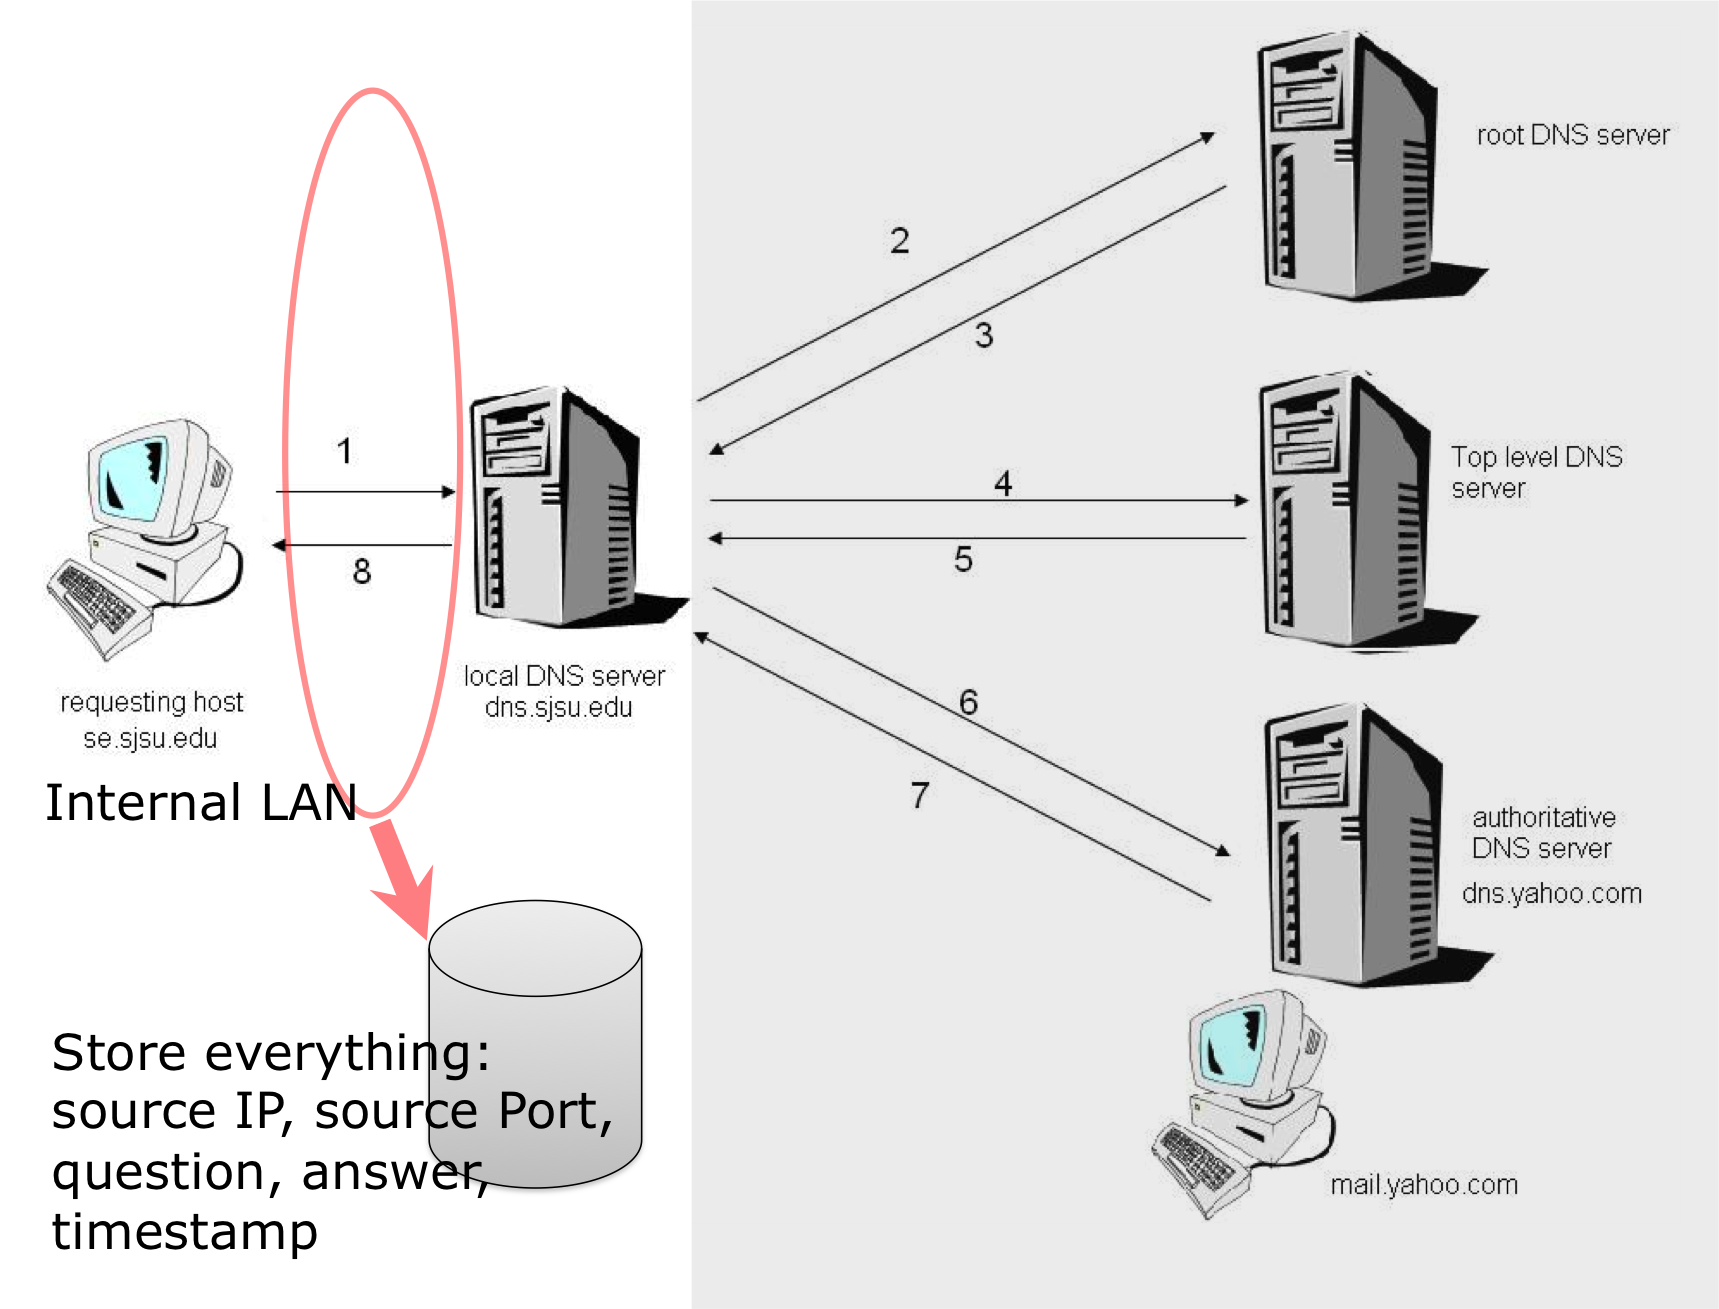 root DNS server
2
3
1
Top level DNS
server
4
5
8
local DNS server
dns.sjsu.edu
requesting host
se.sjsu.edu
6
7
Internal LAN
authoritative
DNS server
dns.yahoo.com
Store everything:
source IP, source Port,
question, answer,
timestamp
mail.yahoo.com